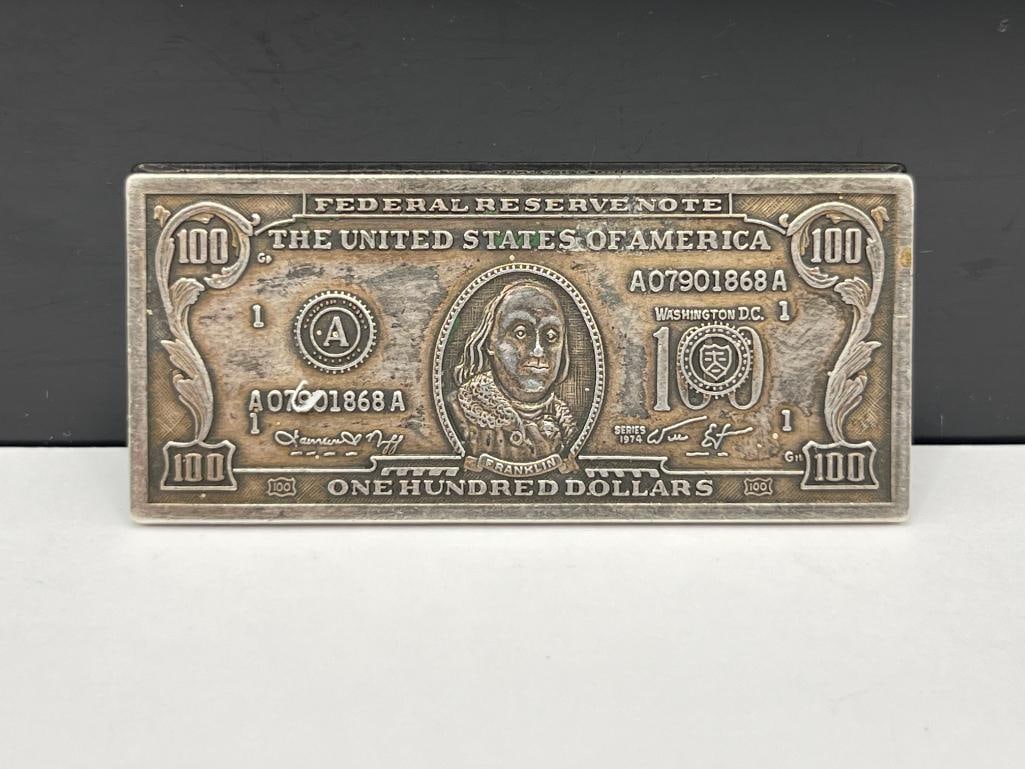 FEDERAL RESERVE NOTE
100 THE UNITED STATES OF AMERICA 100
A07901868A
1 A WASHINGTON D.C. 1
100
A07901868A
1 SERIES 1974 1
FRANKLIN
100 100
100 ONE HUNDRED DOLLARS 100